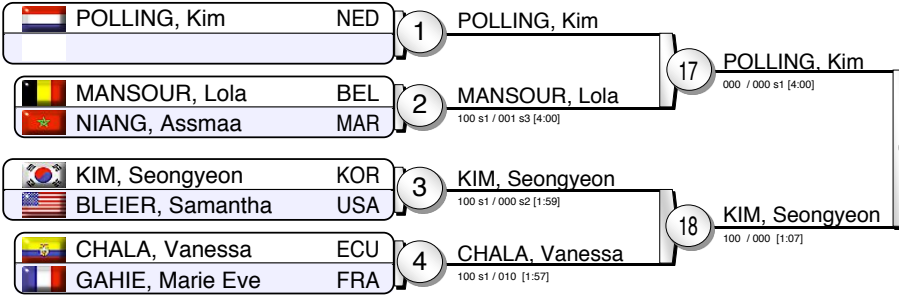 POLLING, Kim NED
1
POLLING, Kim
MANSOUR, Lola BEL
NIANG, Assmaa MAR
2
MANSOUR, Lola
100 s1 / 001 s3 [4:00]
17
POLLING, Kim
000 / 000 s1 [4:00]
KIM, Seongyeon KOR
BLEIER, Samantha USA
3
KIM, Seongyeon
100 s1 / 000 s2 [1:59]
CHALA, Vanessa ECU
GAHIE, Marie Eve FRA
4
CHALA, Vanessa
100 s1 / 010 [1:57]
18
KIM, Seongyeon
100 / 000 [1:07]